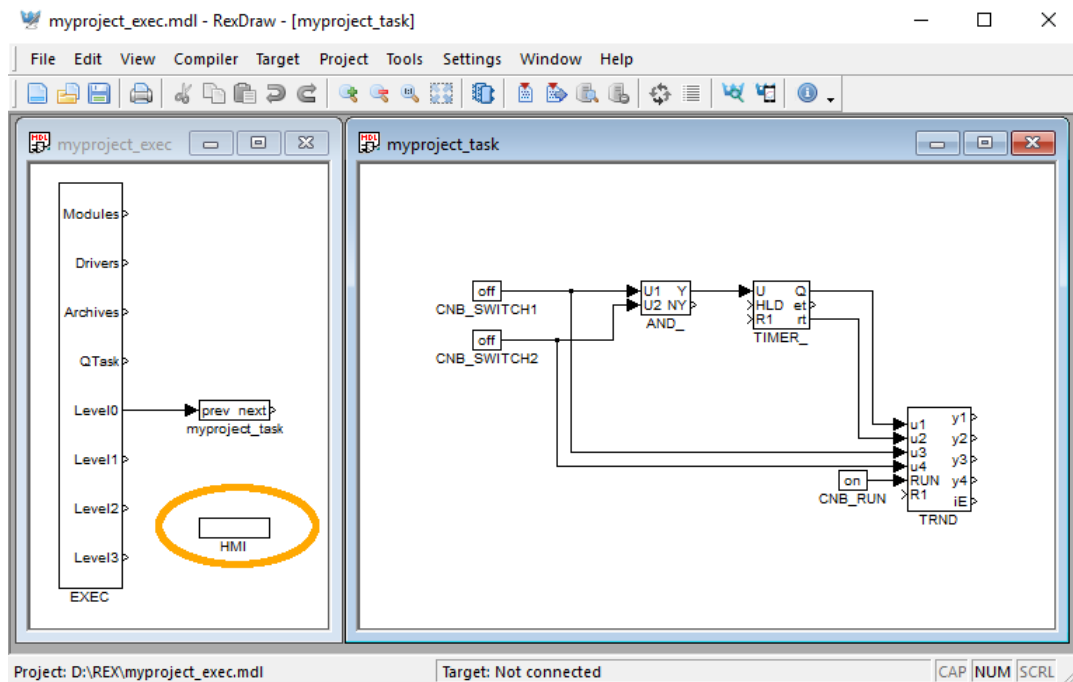 myproject_exec.mdl - RexDraw - [myproject_task]
File Edit View Compiler Target Project Tools Settings Window Help
myproject_exec
Modules
Drivers
Archives
QTask
Level0
prev next
myproject_task
Level1
Level2
HMI
Level3
EXEC
myproject_task
off
CNB_SWITCH1
off
CNB_SWITCH2
U1 Y
U2 NY
AND_
U Q
HLD et
R1 rt
TIMER_
u1 y1
u2 y2
u3 y3
u4
on
CNB_RUN
RUN y4
R1 iE
TRND
Project: D:\REX\myproject_exec.mdl Target: Not connected CAP NUM SCRL